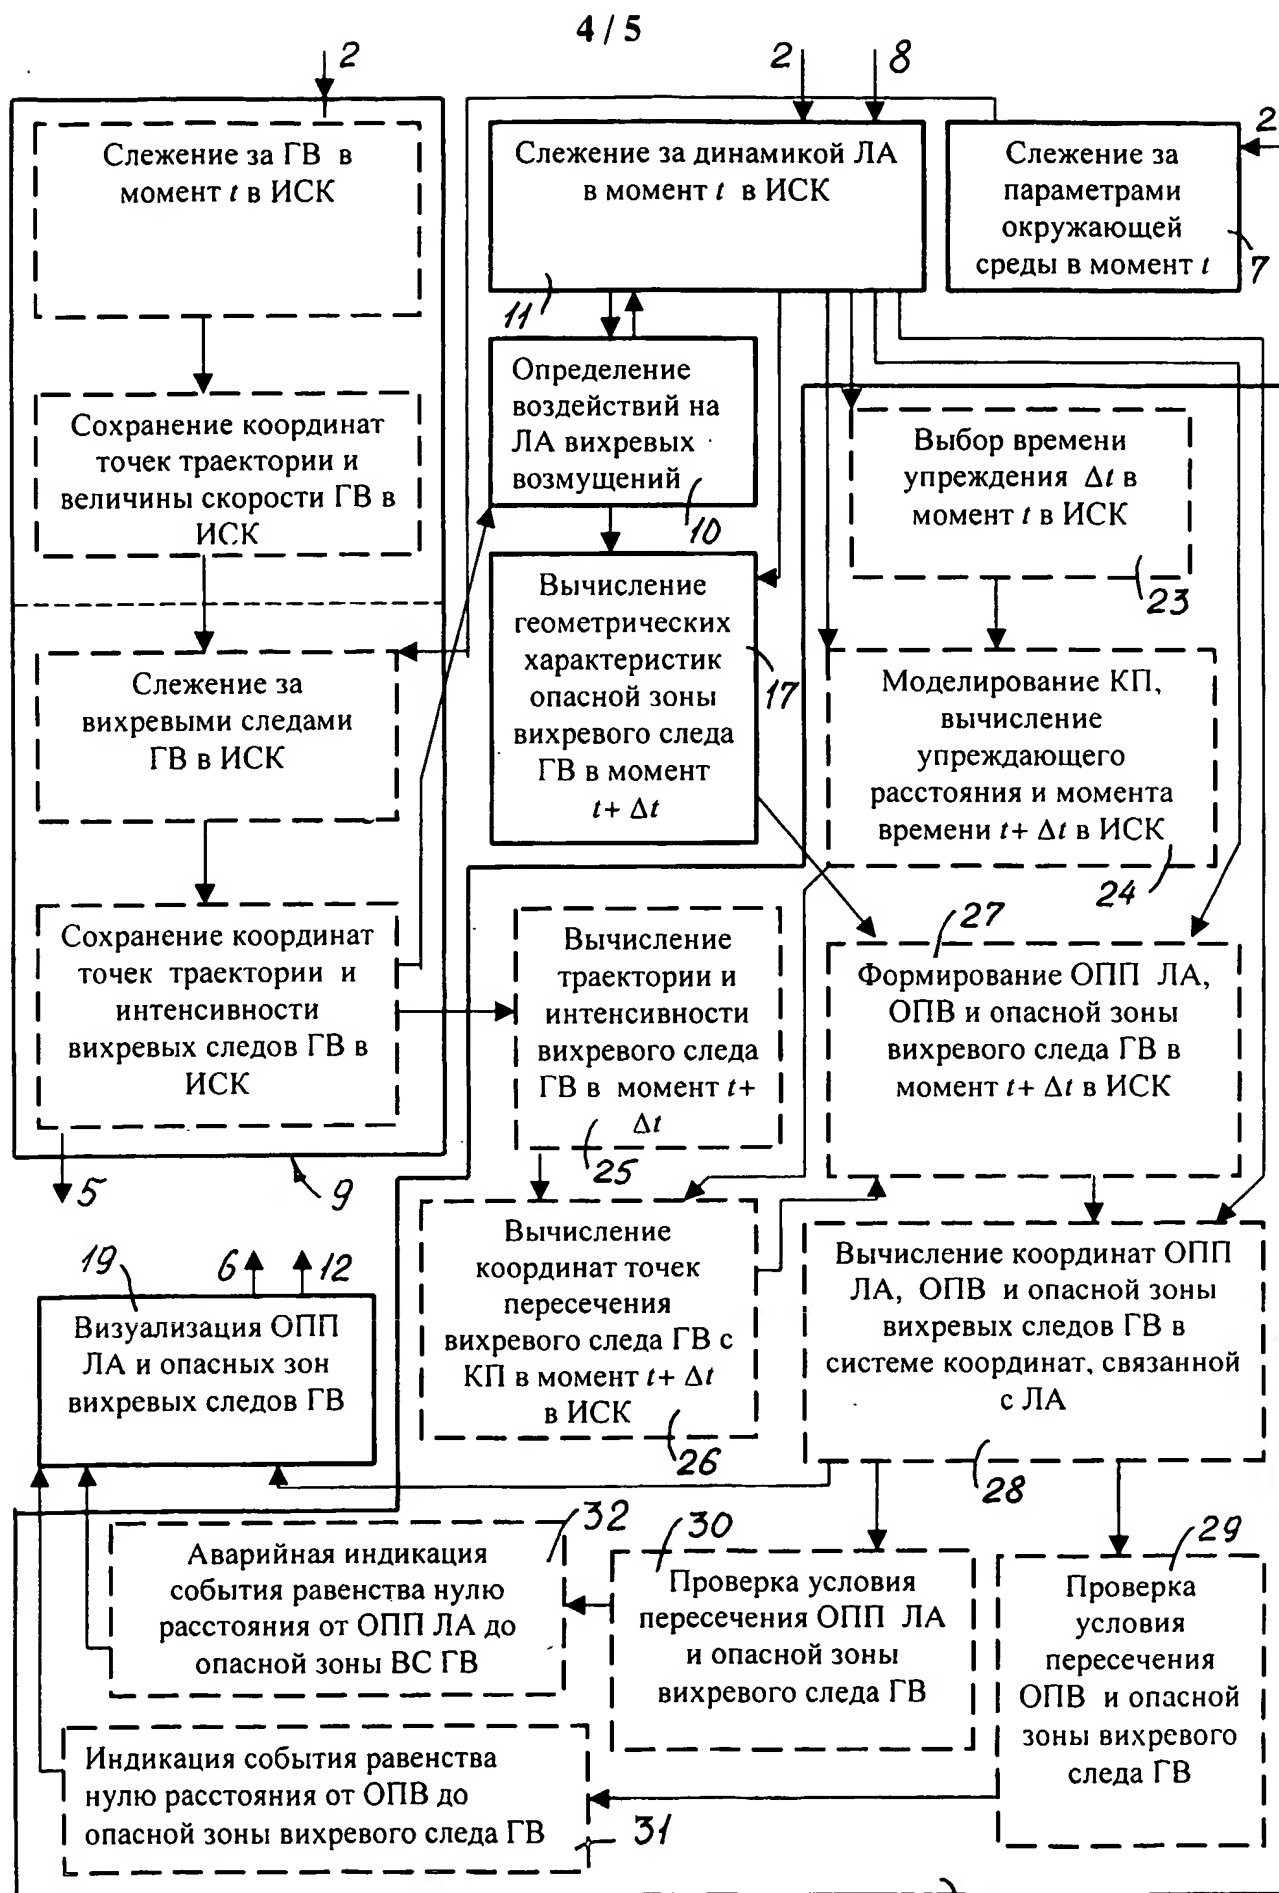 4 / 5
2
2
8
2
Слежение за ГВ в
момент t в ИСК
Слежение за динамикой ЛА
в момент t в ИСК
11
Слежение за
параметрами
окружающей
среды в момент t
7
Сохранение координат
точек траектории и
величины скорости ГВ в
ИСК
Определение
воздействий на
ЛА вихревых
возмущений
10
Выбор времени
упреждения Δt в
момент t в ИСК
23
Вычисление
геометрических
характеристик
опасной зоны
вихревого следа
ГВ в момент
t+ Δt
17
Слежение за
вихревыми следами
ГВ в ИСК
Моделирование КП,
вычисление
упреждающего
расстояния и момента
времени t+ Δt в ИСК
24
Сохранение координат
точек траектории и
интенсивности
вихревых следов ГВ в
ИСК
5
9
Вычисление
траектории и
интенсивности
вихревого следа
ГВ в момент t+
Δt
25
27
Формирование ОПП ЛА,
ОПВ и опасной зоны
вихревого следа ГВ в
момент t+ Δt в ИСК
19
6
12
Визуализация ОПП
ЛА и опасных зон
вихревых следов ГВ
Вычисление
координат точек
пересечения
вихревого следа ГВ с
КП в момент t+ Δt
в ИСК
26
Вычисление координат ОПП
ЛА, ОПВ и опасной зоны
вихревых следов ГВ в
системе координат, связанной
с ЛА
28
32
Аварийная индикация
события равенства нулю
расстояния от ОПП ЛА до
опасной зоны ВС ГВ
30
Проверка условия
пересечения ОПП ЛА
и опасной зоны
вихревого следа ГВ
29
Проверка
условия
пересечения
ОПВ и опасной
зоны вихревого
следа ГВ
Индикация события равенства
нулю расстояния от ОПВ до
опасной зоны вихревого следа ГВ
31